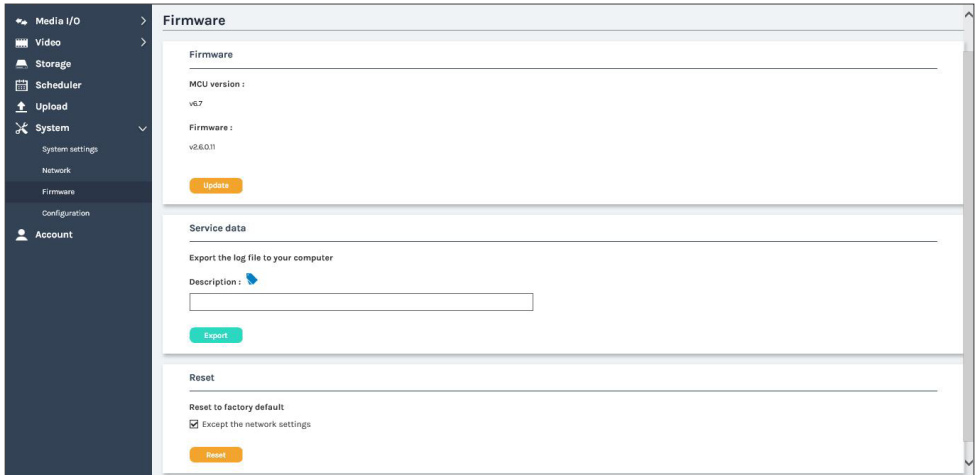 Media I/O
Video
Storage
Scheduler
Upload
System
System settings
Network
Firmware
Configuration
Account
Firmware
Firmware
MCU version :
v6.7
Firmware :
v2.6.0.11
Update
Service data
Export the log file to your computer
Description :
Export
Reset
Reset to factory default
Except the network settings
Reset